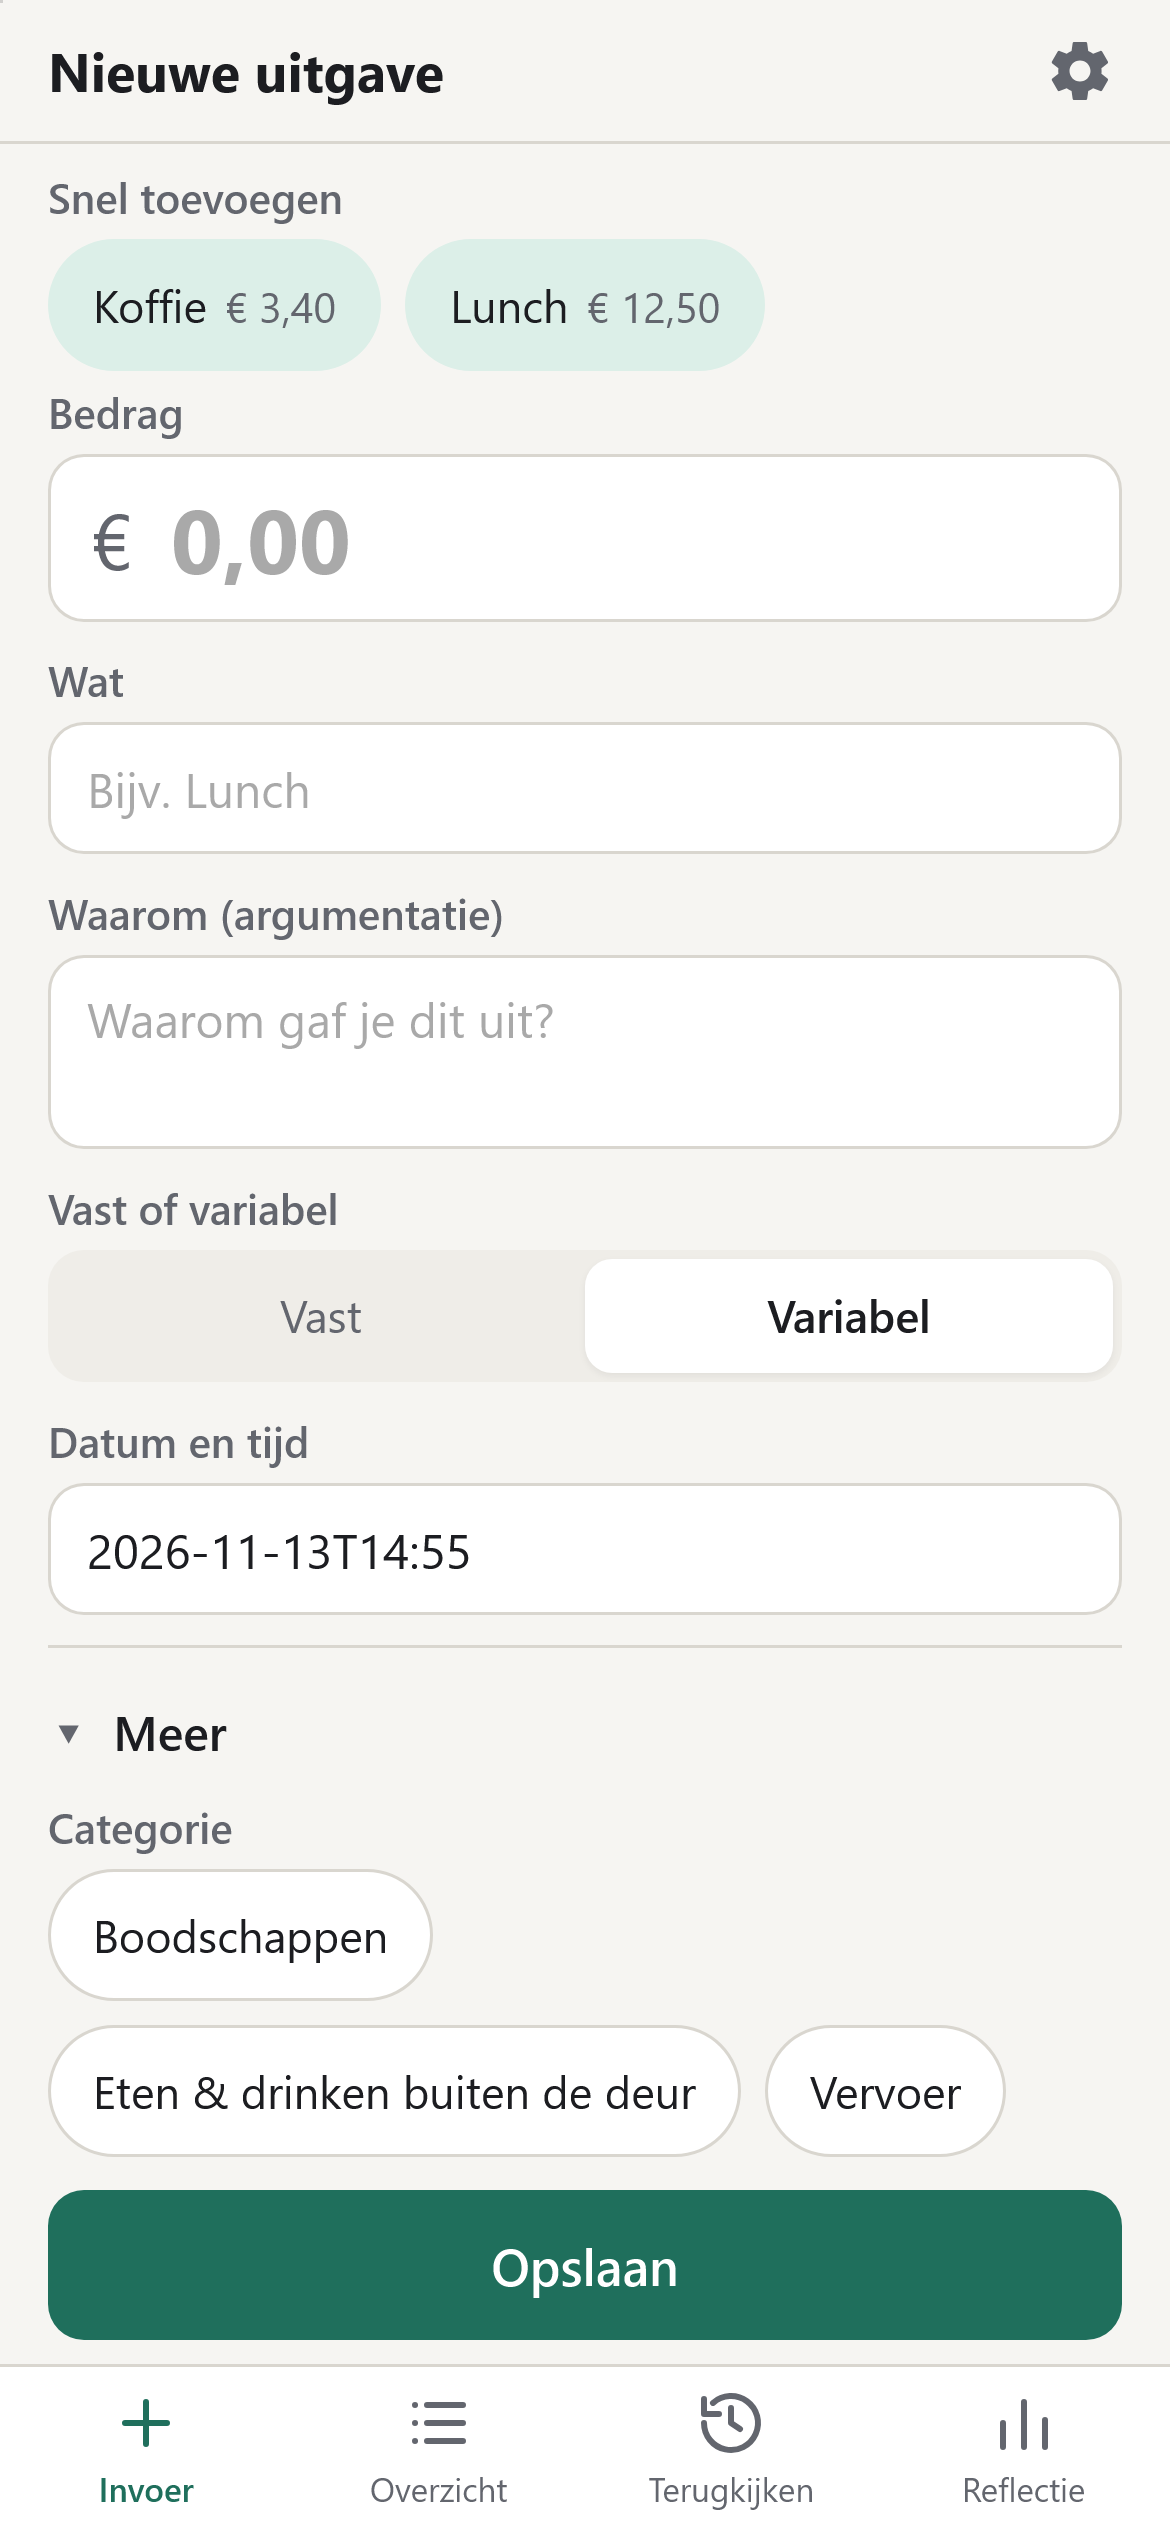 Nieuwe uitgave
Snel toevoegen
Koffie € 3,40
Lunch € 12,50
Bedrag
€ 0,00
Wat
Bijv. Lunch
Waarom (argumentatie)
Waarom gaf je dit uit?
Vast of variabel
Vast
Variabel
Datum en tijd
2026-11-13T14:55
Meer
Categorie
Boodschappen
Eten & drinken buiten de deur
Vervoer
Opslaan
Invoer
Overzicht
Terugkijken
Reflectie